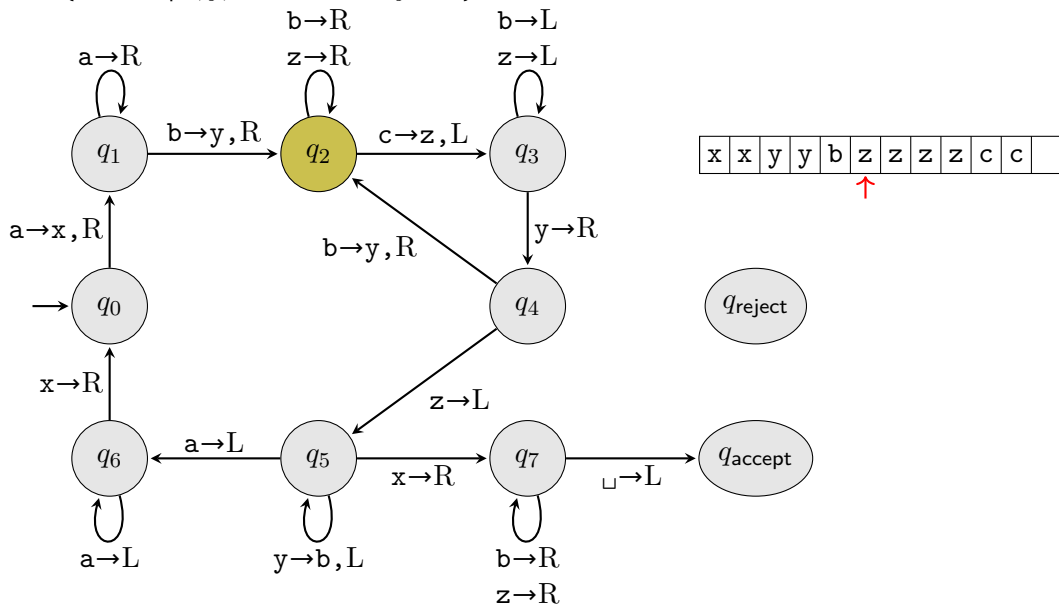 b→R b→L
a→R z→R z→L
b→y,R c→z,L
q1 q2 q3 x x y y b z z z z c c
a→x,R b→y,R y→R
q0 q4 qreject
x→R z→L
a→L
q6 q5 x→R q7 ␣→L qaccept
a→L y→b,L b→R
z→R